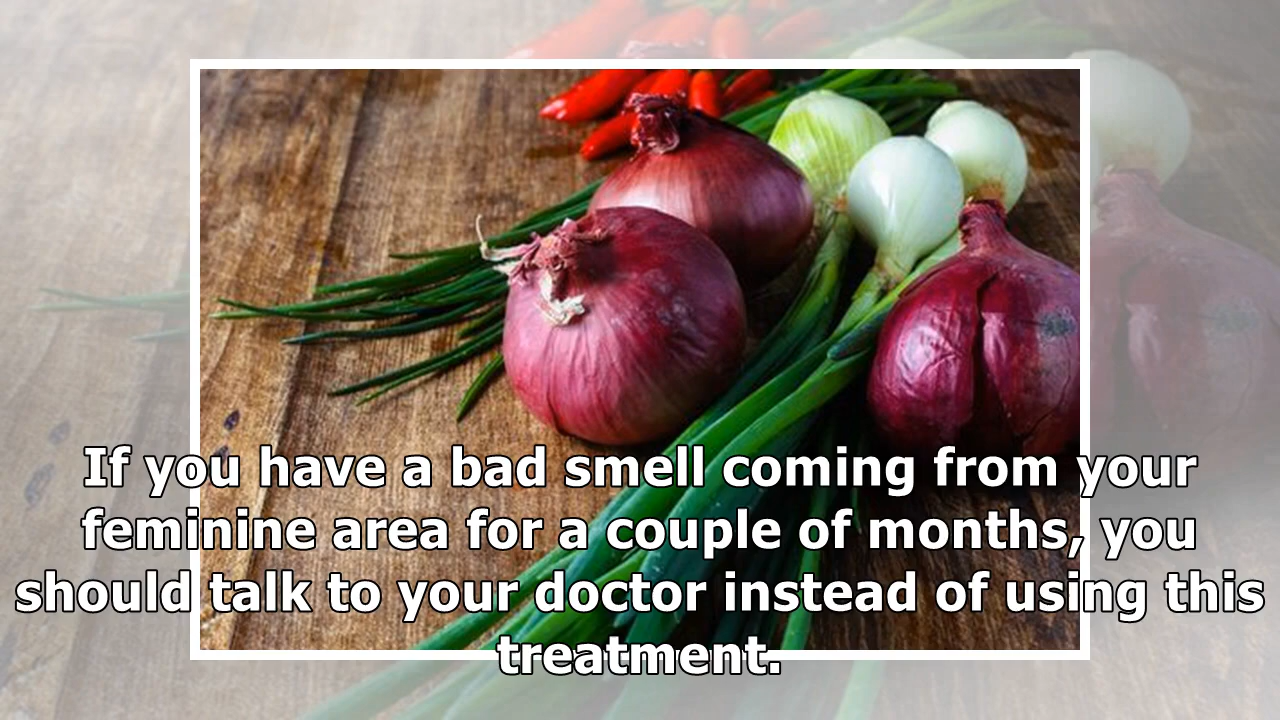 If you have a bad smell coming from your
feminine area for a couple of months, you
should talk to your doctor instead of using this
treatment.